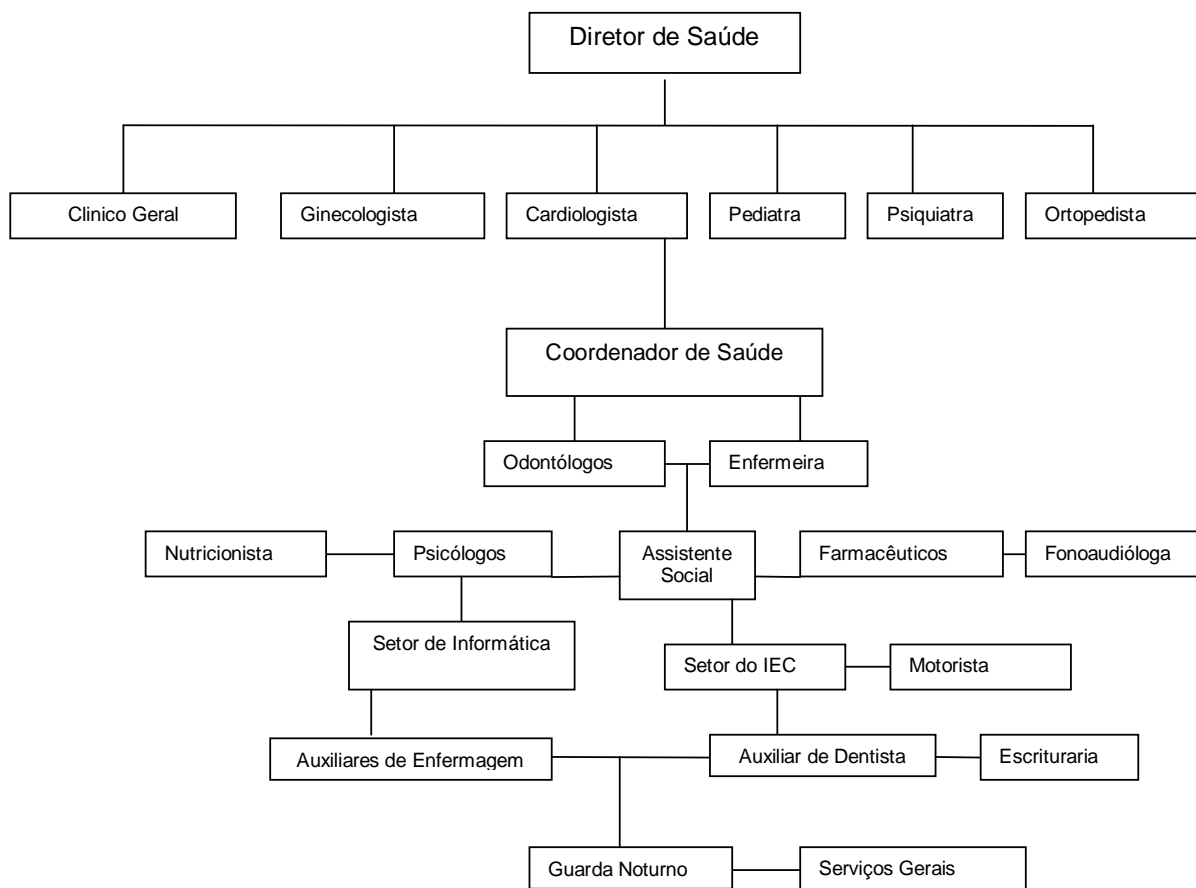 Diretor de Saúde
Clinico Geral
Ginecologista
Cardiologista
Pediatra
Psiquiatra
Ortopedista
Coordenador de Saúde
Odontólogos
Enfermeira
Nutricionista
Psicólogos
Assistente
Social
Farmacêuticos
Fonoaudióloga
Setor de Informática
Setor do IEC
Motorista
Auxiliares de Enfermagem
Auxiliar de Dentista
Escrituraria
Guarda Noturno
Serviços Gerais